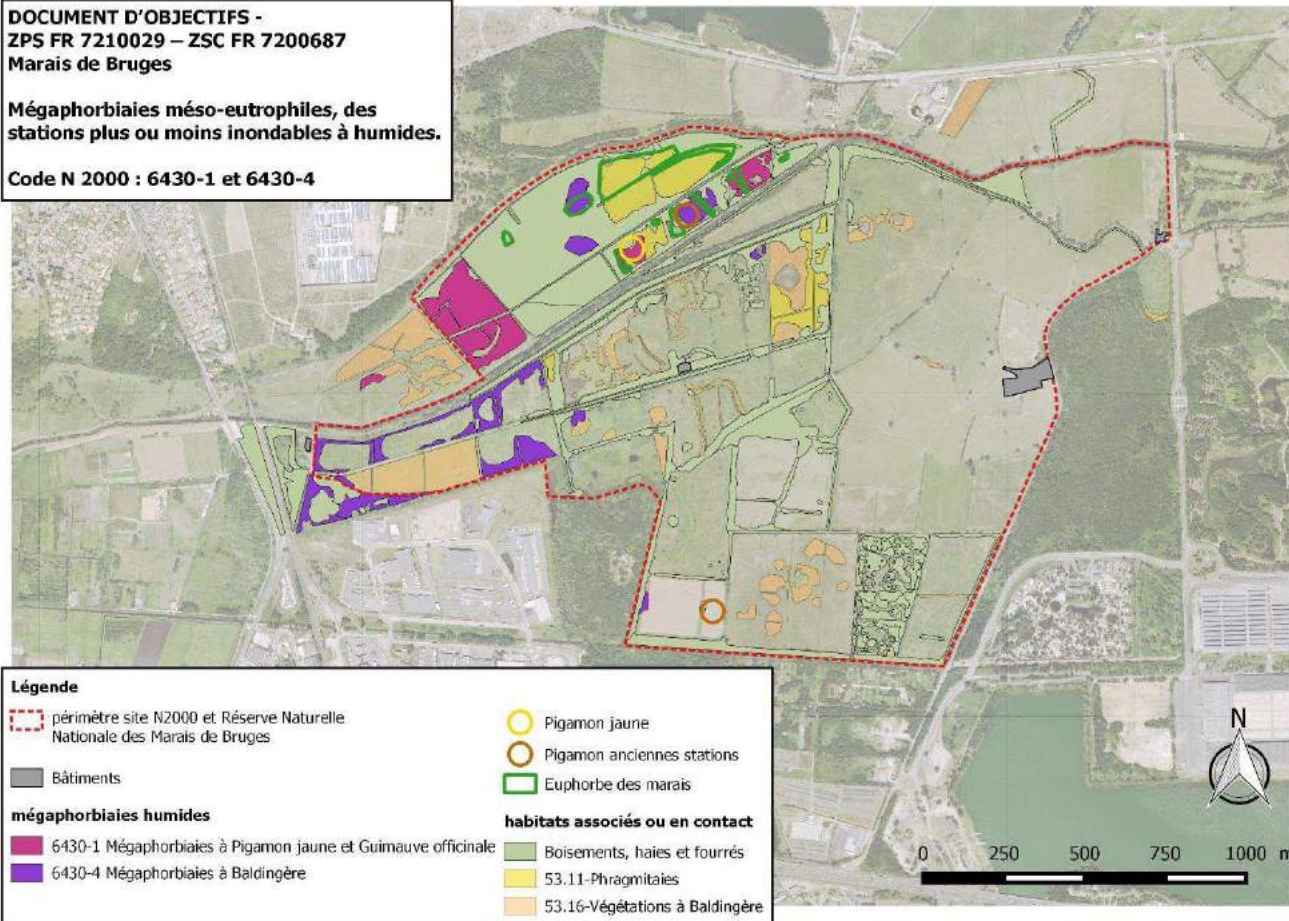 DOCUMENT D'OBJECTIFS -
ZPS FR 7210029 – ZSC FR 7200687
Marais de Bruges
Mégaphorbiaies méso-eutrophiles, des
stations plus ou moins inondables à humides.
Code N 2000 : 6430-1 et 6430-4
Légende
périmètre site N2000 et Réserve Naturelle
Nationale des Marais de Bruges
Bâtiments
mégaphorbiaies humides
6430-1 Mégaphorbiaies à Pigamon jaune et Guimauve officinale
6430-4 Mégaphorbiaies à Baldingère
Pigamon jaune
Pigamon anciennes stations
Euphorbe des marais
habitats associés ou en contact
Boisements, haies et fourrés
53.11-Phragmitaies
53.16-Végétations à Baldingère
N
0 250 500 750 1000 m